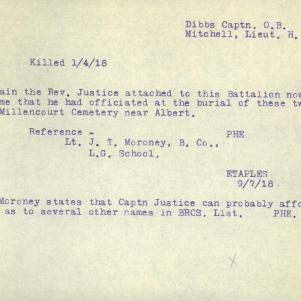 Dibbs Captn. O.B.
Mitchell, Lieut. H.
Killed 1/4/18
ain the Rev. Justice attached to this Battalion now
me that he had officiated at the burial of these tw
Millencourt Cemetery near Albert.
Reference - PHE
Lt. J. T. Moroney, B. Co.,
L.G. School.
ETAPLES
9/7/18
Moroney states that Captn Justice can probably affo
as to several other names in BRCS. List. PHE.